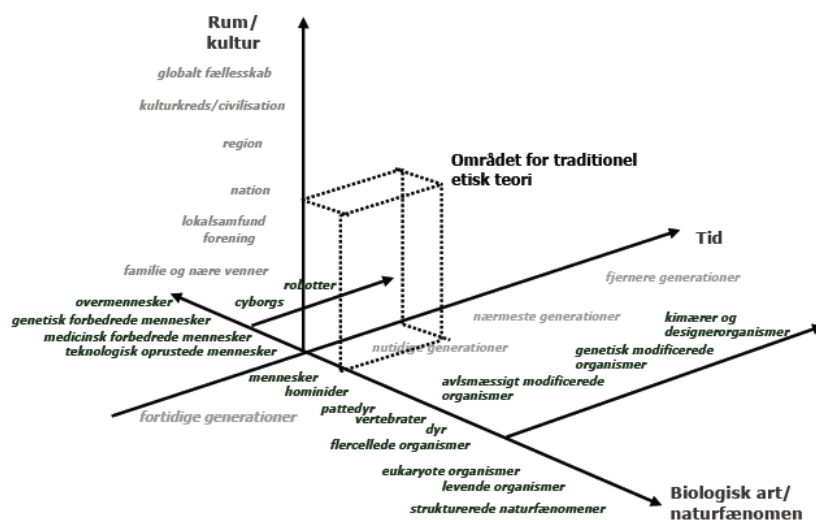 Rum/
kultur
globalt fællesskab
kulturkreds/civilisation
region
nation
lokalsamfund
forening
familie og nære venner
Området for traditionel
etisk teori
Tid
fjernere generationer
nærmeste generationer
nutidige generationer
fortidige generationer
robotter
cyborgs
overmennesker
genetisk forbedrede mennesker
medicinsk forbedrede mennesker
teknologisk oprustede mennesker
mennesker
hominider
pattedyr
vertebrater
dyr
flercellede organismer
eukaryote organismer
levende organismer
strukturerede naturfænomener
avlsmæssigt modificerede
organismer
genetisk modificerede
organismer
kimærer og
designerorganismer
Biologisk art/
naturfænomen